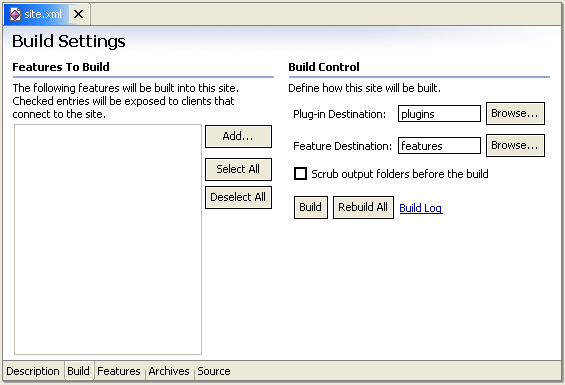 site.xml
Build Settings
Features To Build
The following features will be built into this site.
Checked entries will be exposed to clients that
connect to the site.
Add...
Select All
Deselect All
Build Control
Define how this site will be built.
Plug-in Destination: plugins Browse...
Feature Destination: features Browse...
Scrub output folders before the build
Build Rebuild All Build Log
Description Build Features Archives Source